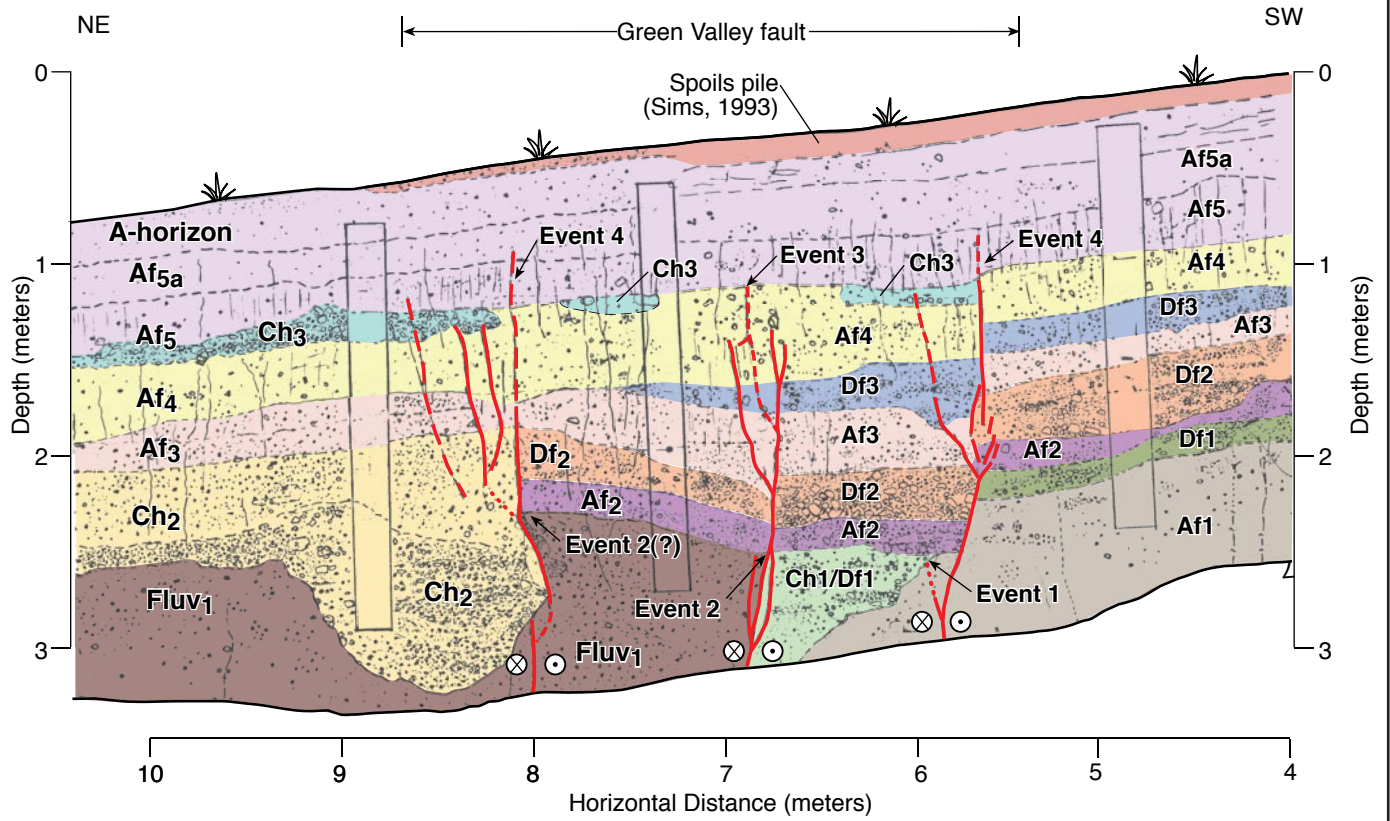 NE
Green Valley fault
SW
Spoils pile
(Sims, 1993)
0
1
2
3
Depth (meters)
0
1
2
3
Depth (meters)
A-horizon
Af5a
Af5
Ch3
Af4
Af3
Ch2
Fluv1
Ch2
Event 4
Ch3
Event 3
Ch3
Event 4
Af5a
Af5
Af4
Df3
Af3
Df2
Af4
Df3
Af3
Df2
Af2
Df2
Af2
Af2
Df1
Af1
Event 2(?)
Event 2
Ch1/Df1
Event 1
Fluv1
10
9
8
7
6
5
4
Horizontal Distance (meters)